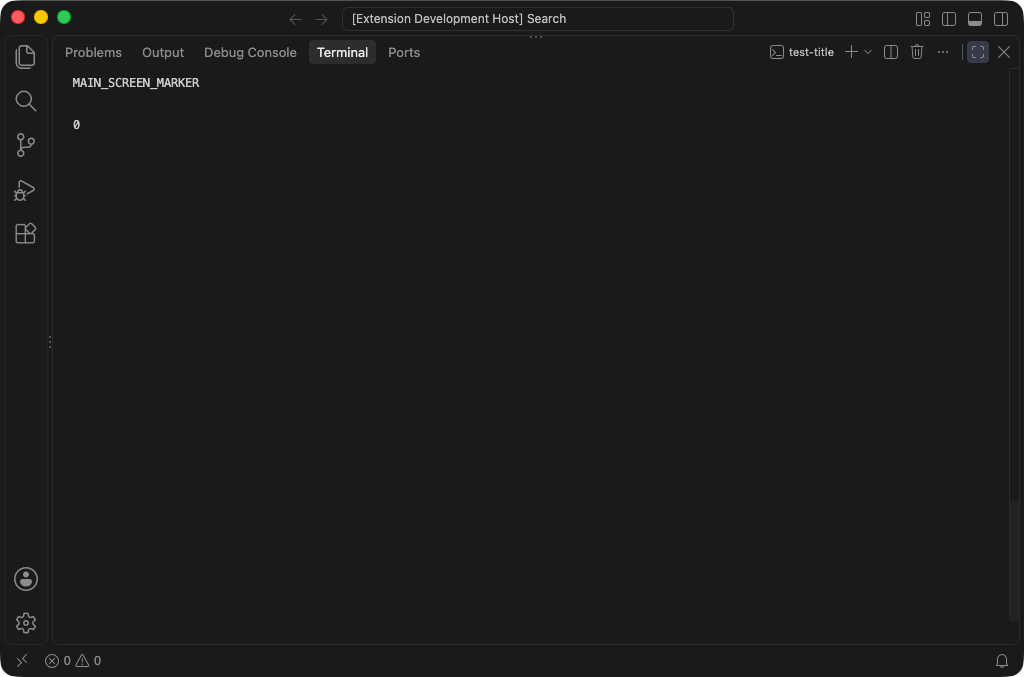 [Extension Development Host] Search
Problems Output Debug Console Terminal Ports test-title
MAIN_SCREEN_MARKER
0
0 0